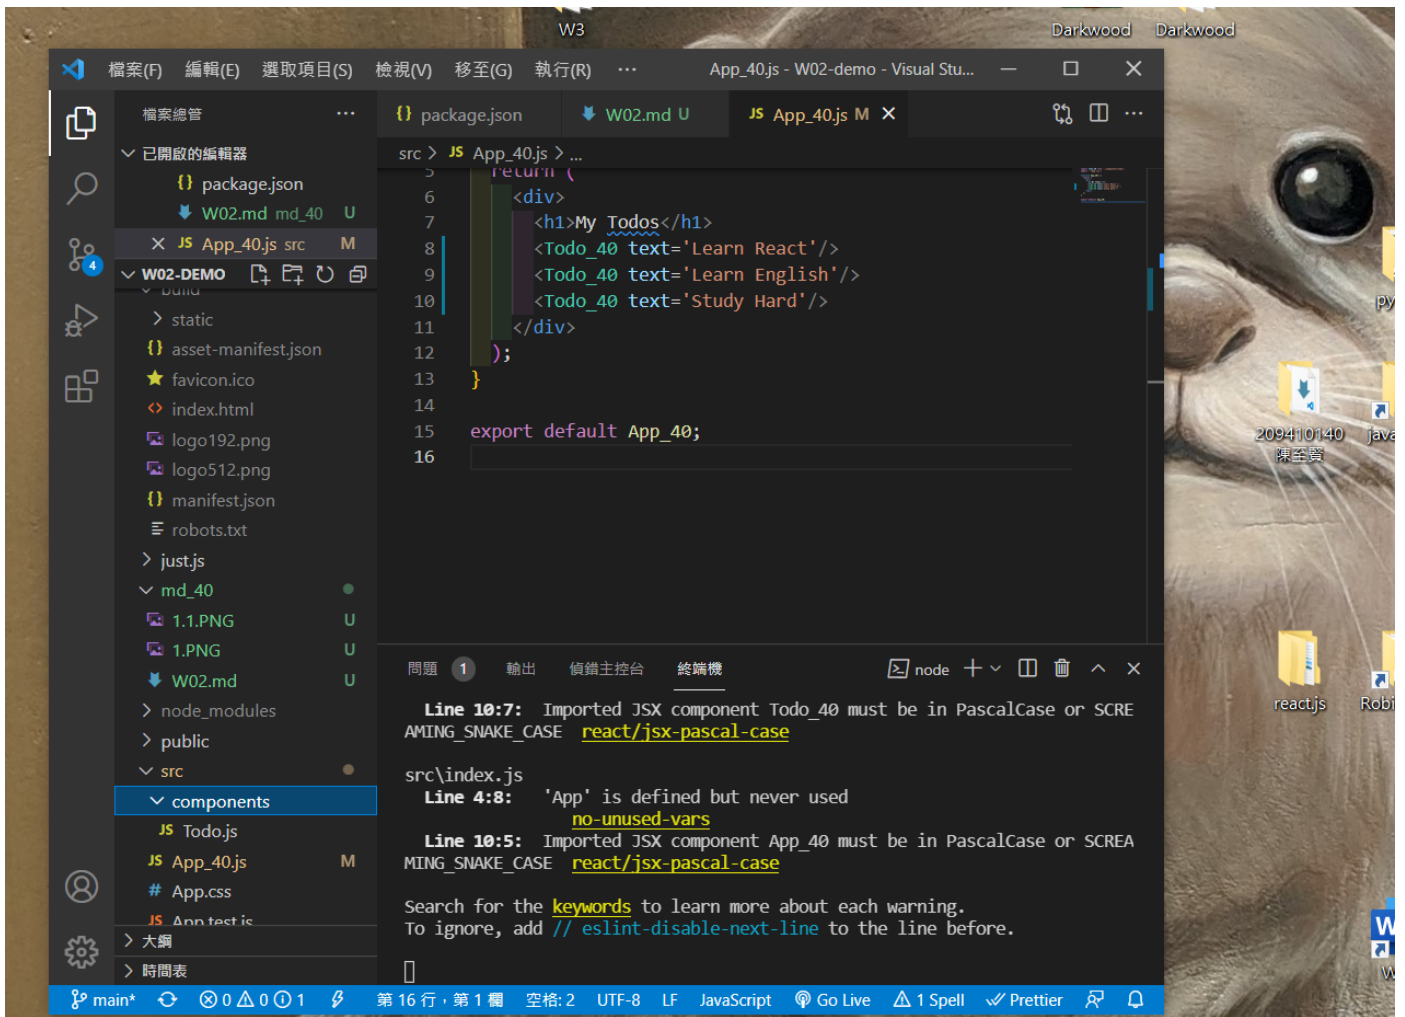 W3
Darkwood
Darkwood
檔案(F) 編輯(E) 選取項目(S) 檢視(V) 移至(G) 執行(R) ··· App_40.js - W02-demo - Visual Stu...
檔案總管 ···
{} package.json
W02.md U
JS App_40.js M
已開啟的編輯器
src > JS App_40.js > ...
{} package.json
W02.md md_40 U
JS App_40.js src M
4
W02-DEMO
build
static
{} asset-manifest.json
favicon.ico
<> index.html
logo192.png
logo512.png
{} manifest.json
robots.txt
just.js
md_40
1.1.PNG U
1.PNG U
W02.md U
node_modules
public
src
components
JS Todo.js
JS App_40.js M
# App.css
JS App.test.js
大綱
時間表
5 return (
6 <div>
7 <h1>My Todos</h1>
8 <Todo_40 text='Learn React'/>
9 <Todo_40 text='Learn English'/>
10 <Todo_40 text='Study Hard'/>
11 </div>
12 );
13 }
14
15 export default App_40;
16
問題 1 輸出 偵錯主控台 終端機 node
Line 10:7: Imported JSX component Todo_40 must be in PascalCase or SCRE
AMING_SNAKE_CASE react/jsx-pascal-case
src\index.js
Line 4:8: 'App' is defined but never used
no-unused-vars
Line 10:5: Imported JSX component App_40 must be in PascalCase or SCREA
MING_SNAKE_CASE react/jsx-pascal-case
Search for the keywords to learn more about each warning.
To ignore, add // eslint-disable-next-line to the line before.
main* 0 0 1 第 16 行，第 1 欄 空格: 2 UTF-8 LF JavaScript Go Live 1 Spell Prettier
py
209410140
陳至賢
java
react.js
Robi
W
W